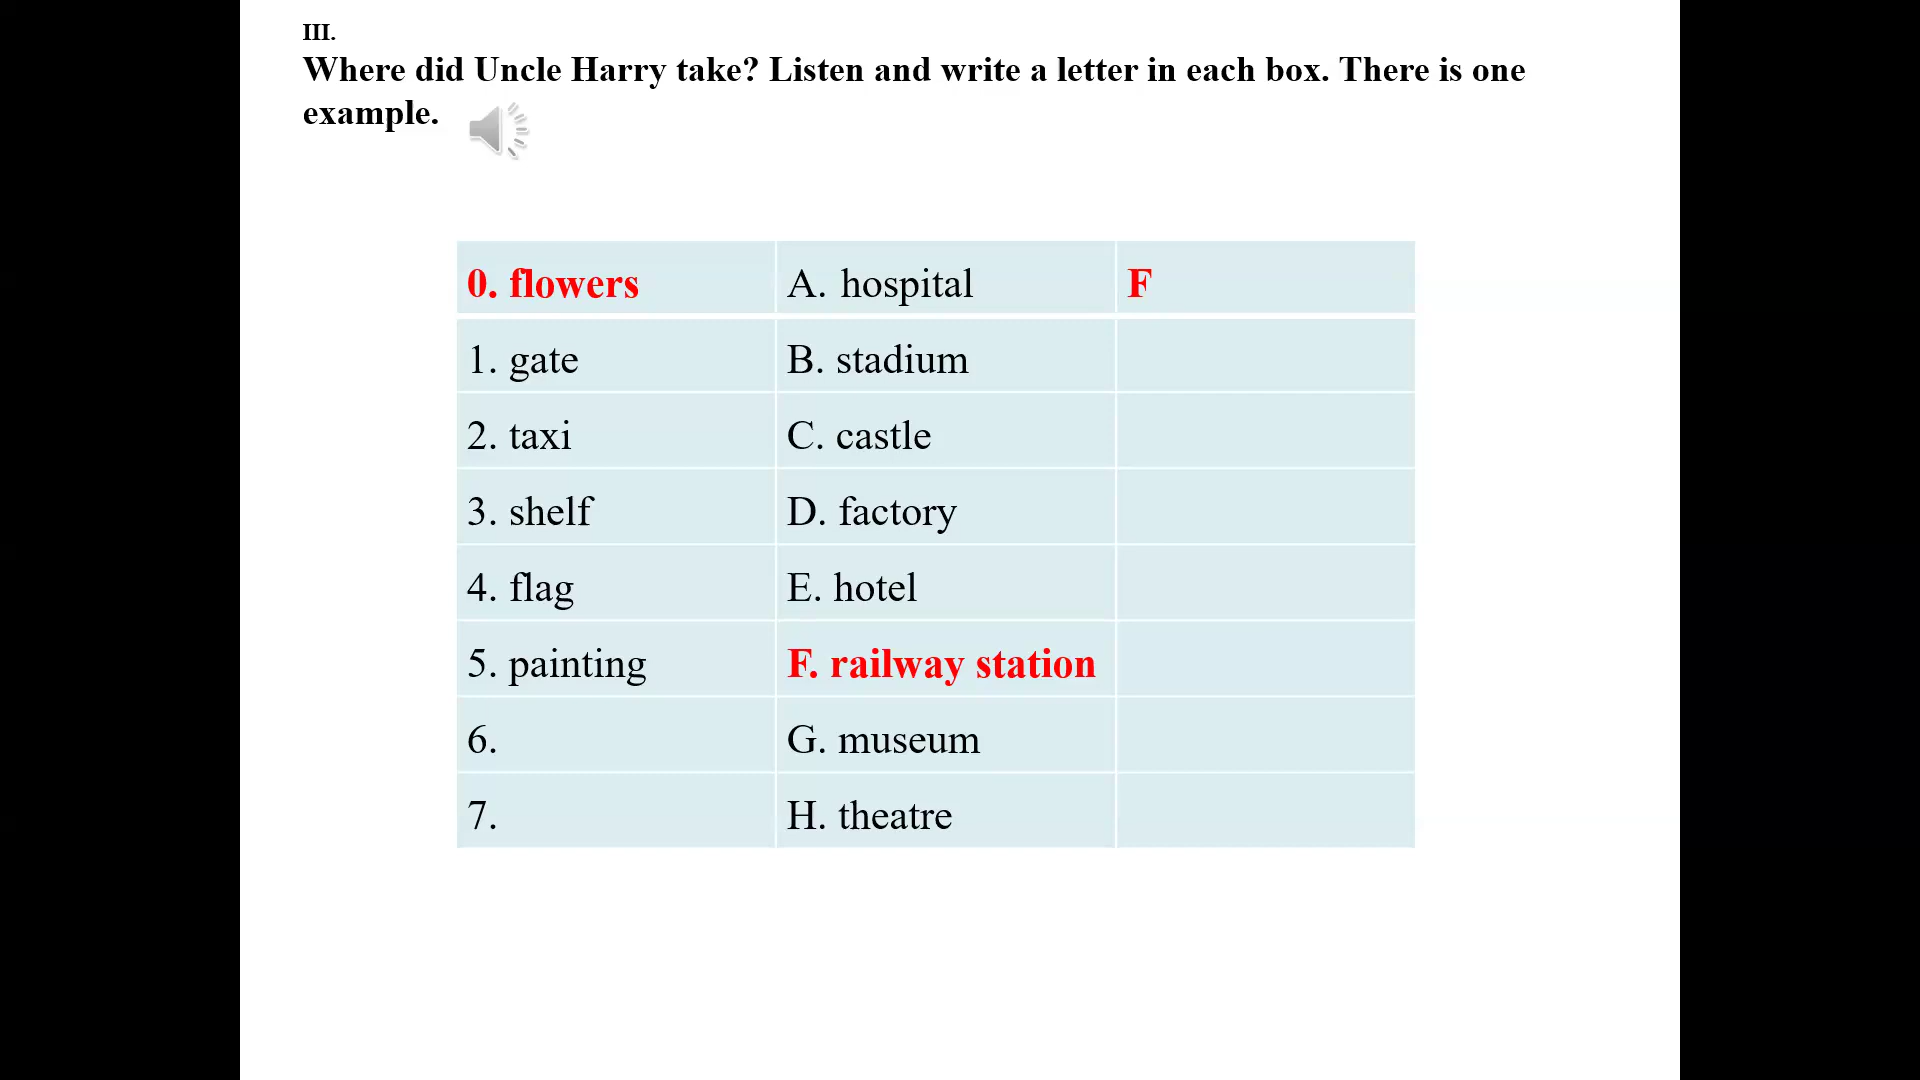 III.
Where did Uncle Harry take? Listen and write a letter in each box. There is one
example.
0. flowers A. hospital F
1. gate B. stadium
2. taxi C. castle
3. shelf D. factory
4. flag E. hotel
5. painting F. railway station
6. G. museum
7. H. theatre